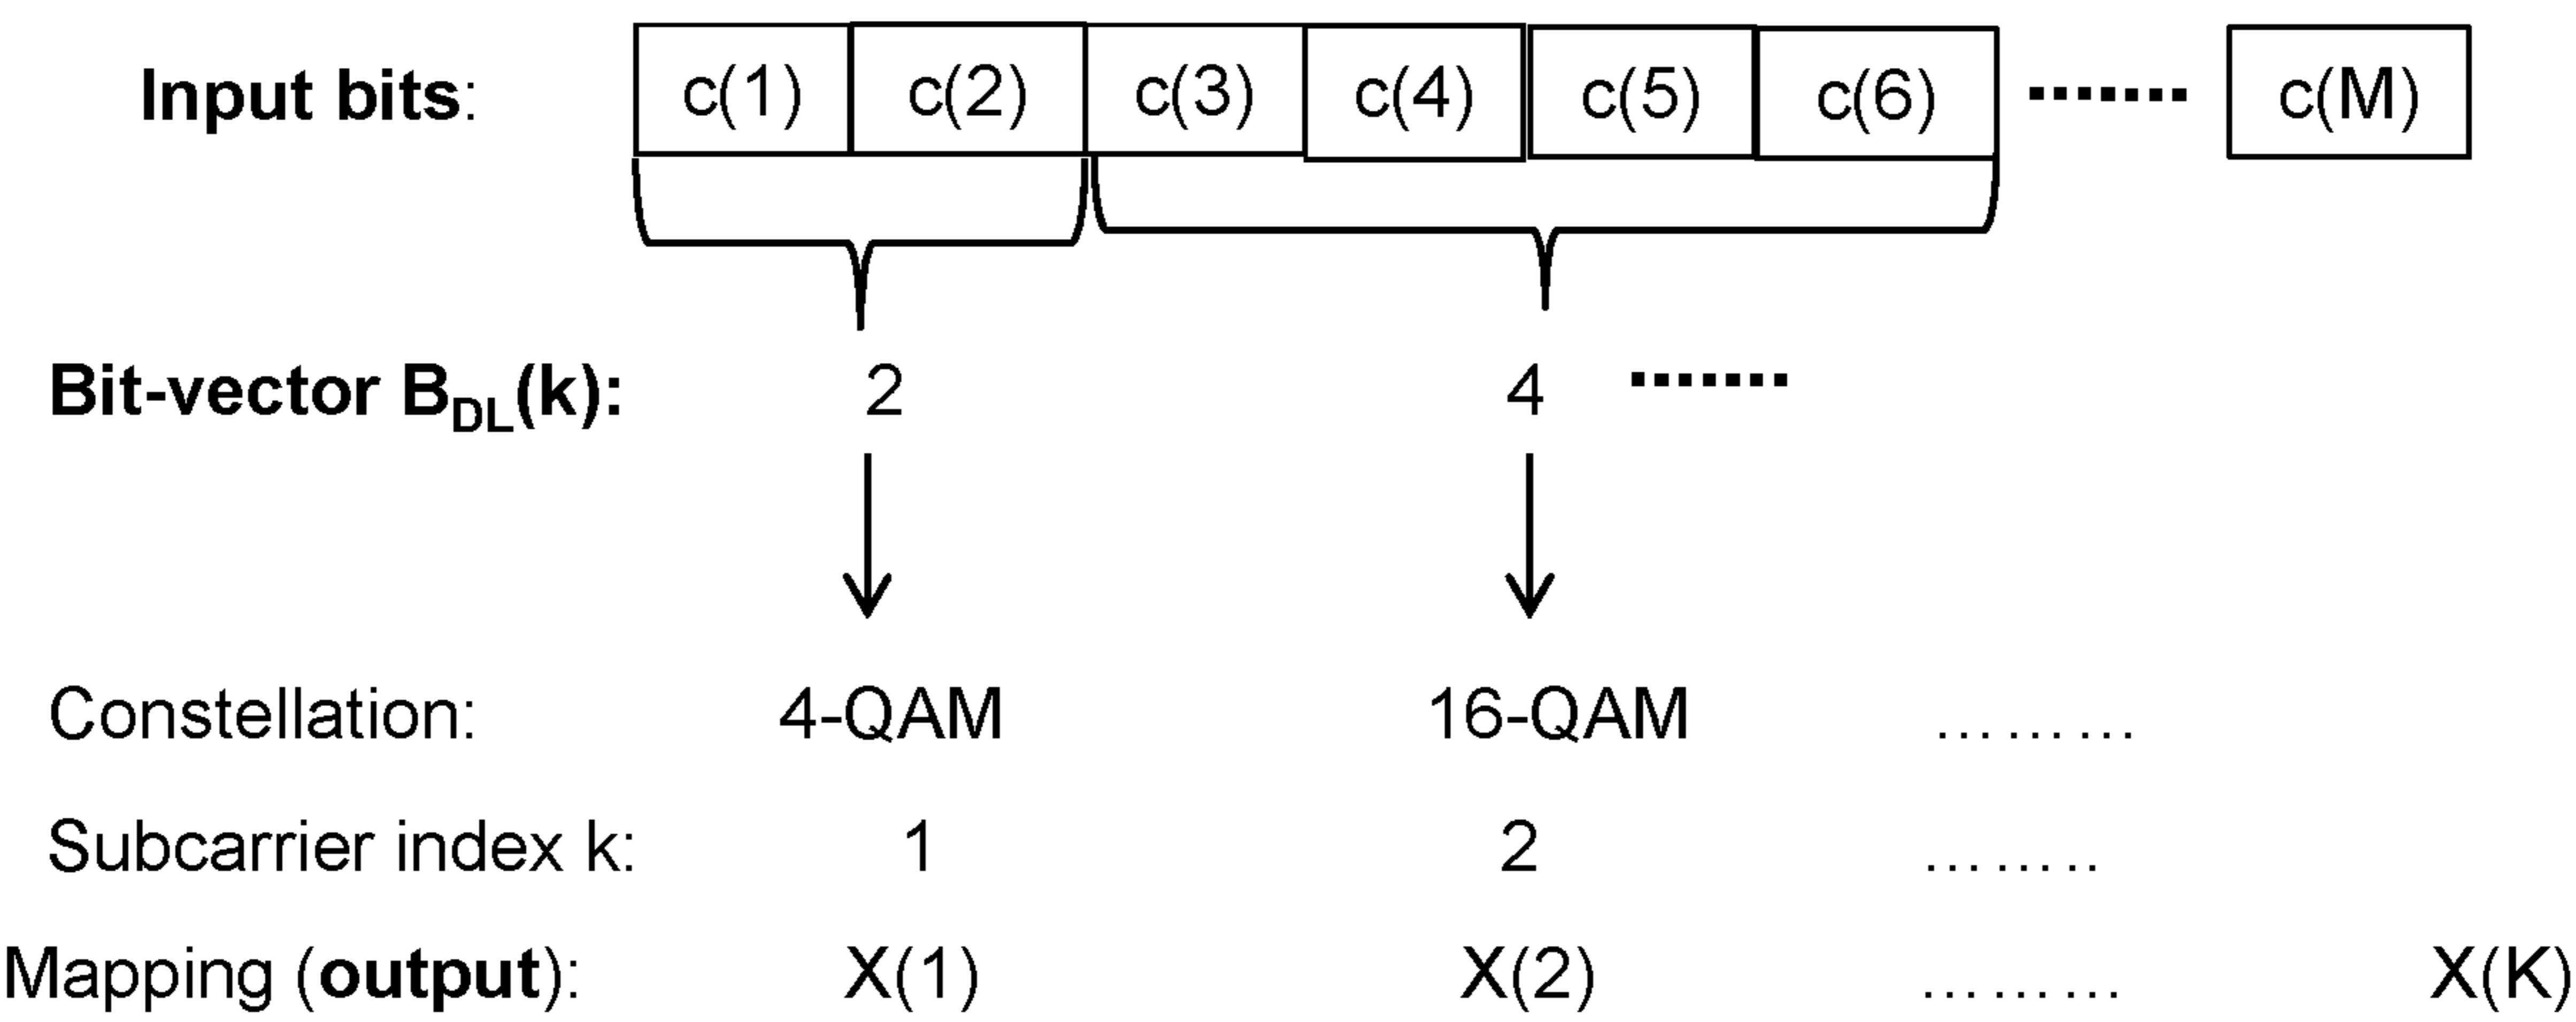 Input bits: c(1) c(2) c(3) c(4) c(5) c(6) ....... c(M)
Bit-vector B_DL(k): 2 4 .......
Constellation: 4-QAM 16-QAM .........
Subcarrier index k: 1 2 ........
Mapping (output): X(1) X(2) ......... X(K)